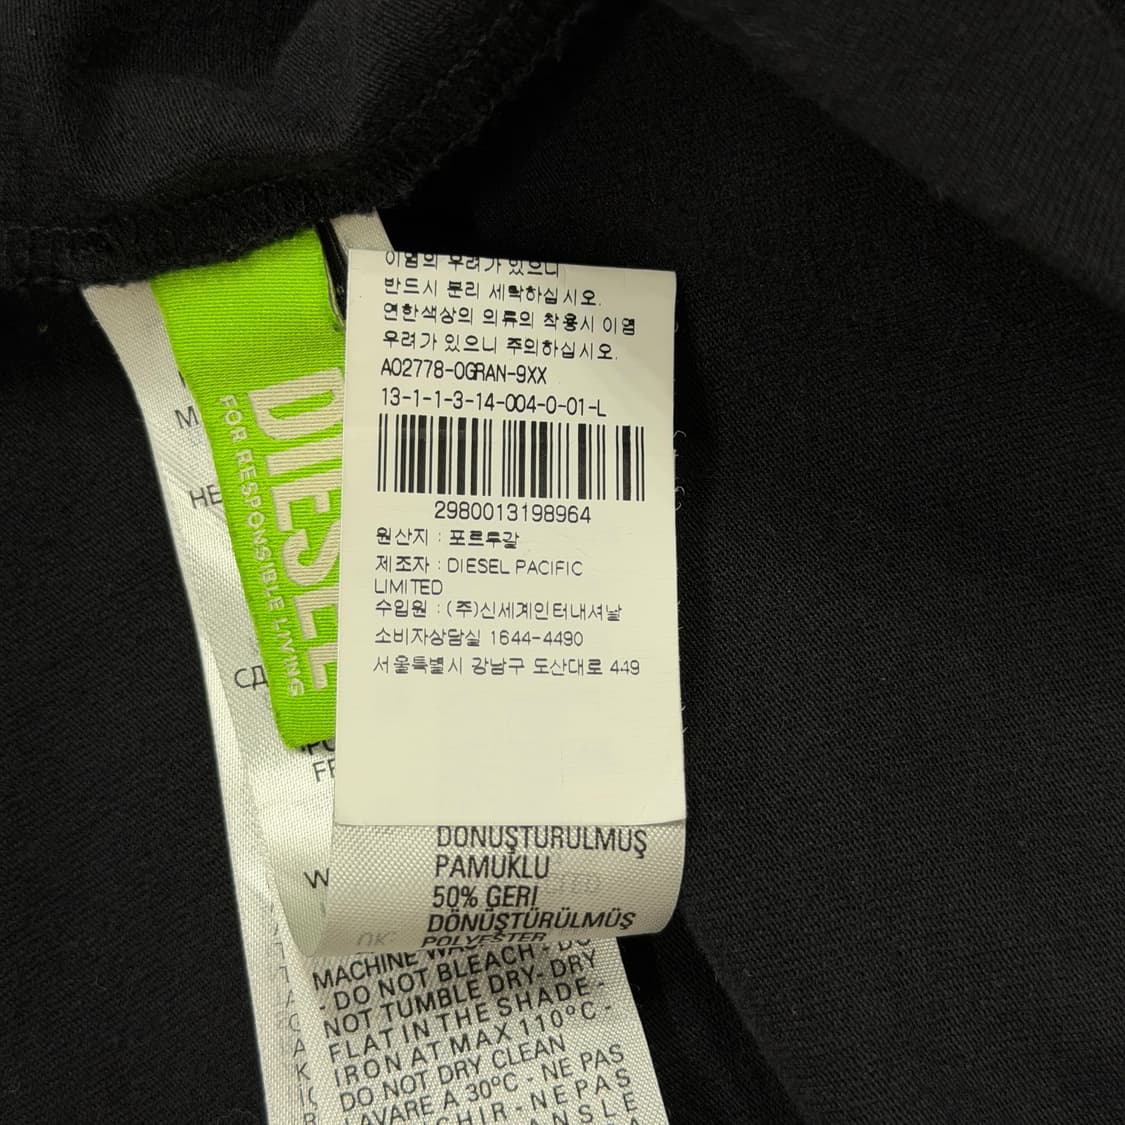 이염의 우려가 있으니
반드시 분리 세탁하십시오.
연한색상의 의류의 착용시 이염
우려가 있으니 주의하십시오.
A02778-0GRAN-9XX
13-1-1-3-14-004-0-01-L
2980013198964
원산지 : 포르투갈
제조자 : DIESEL PACIFIC
LIMITED
수입원 : (주)신세계인터내셔날
소비자상담실 1644-4490
서울특별시 강남구 도산대로 449
DIESEL
FOR RESPONSIBLE LIVING
DÖNÜŞTÜRÜLMÜŞ
PAMUKLU
50% GERI
DÖNÜŞTÜRÜLMÜŞ
POLYESTER
MACHINE
- DO NOT BLEACH - DO
NOT TUMBLE DRY- DRY
FLAT IN THE SHADE -
IRON AT MAX 110°C -
DO NOT DRY CLEAN
LAVARE A 30°C - NE PAS
NE PAS